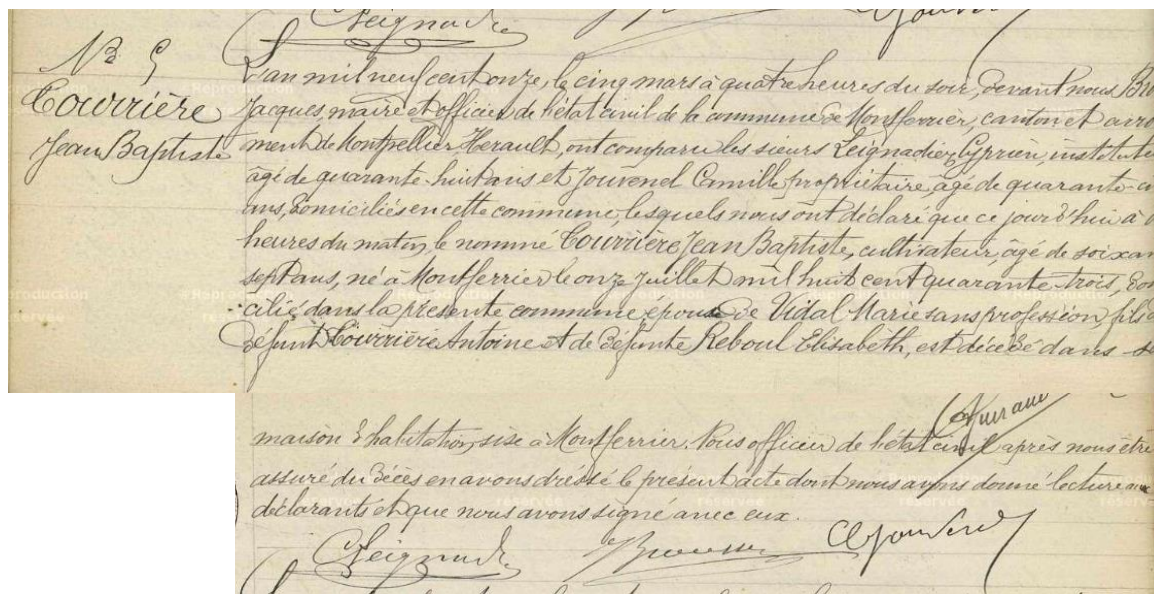 Nº 5
Courrière
Jean Baptiste
L'an mil neuf cent onze, le cinq mars à quatre heures du soir, devant nous
Jacques, maire et officier de l'état civil de la commune de Montferrier, canton et arro
ment de Montpellier Hérault, ont comparu les sieurs Leignadier Cyprien, institute
âgé de quarante-huit ans et Jouvenel Camille propriétaire, âgé de quarante-
ans, domiciliés en cette commune, lesquels nous ont déclaré que ce jourd'hui à
heures du matin, le nommé Courrière Jean Baptiste, cultivateur, âgé de soixan
sept ans, né à Montferrier le onze Juillet mil huit cent quarante-trois, dom
cilié dans la présente commune époux de Vidal Marie sans profession, fils
défunt Courrière Antoine et de défunte Reboul Elisabeth, est décédé dans s
maison d'habitation, sise à Montferrier. Nous officier de l'état civil après nous être
assuré du décès en avons dressé le présent acte dont nous avons donné lecture aux
déclarants et que nous avons signé avec eux.